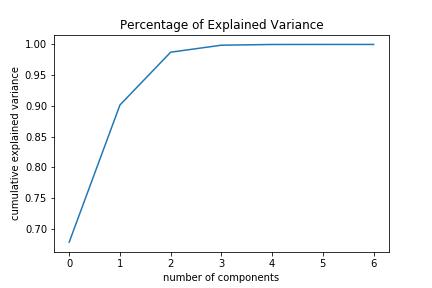 Percentage of Explained Variance
1.00
0.95
0.90
0.85
0.80
0.75
0.70
cumulative explained variance
0 1 2 3 4 5 6
number of components